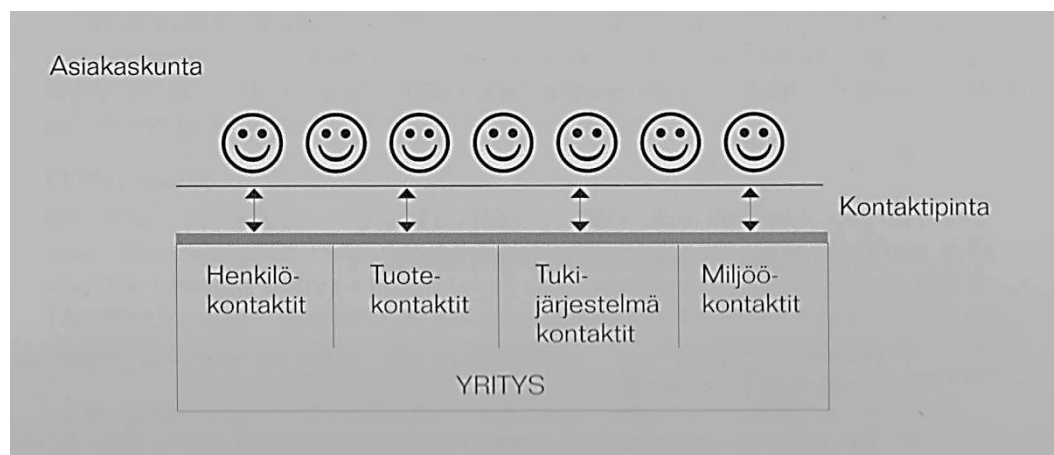 Asiakaskunta
Kontaktipinta
Henkilö-
kontaktit
Tuote-
kontaktit
Tuki-
järjestelmä
kontaktit
Miljöö-
kontaktit
YRITYS